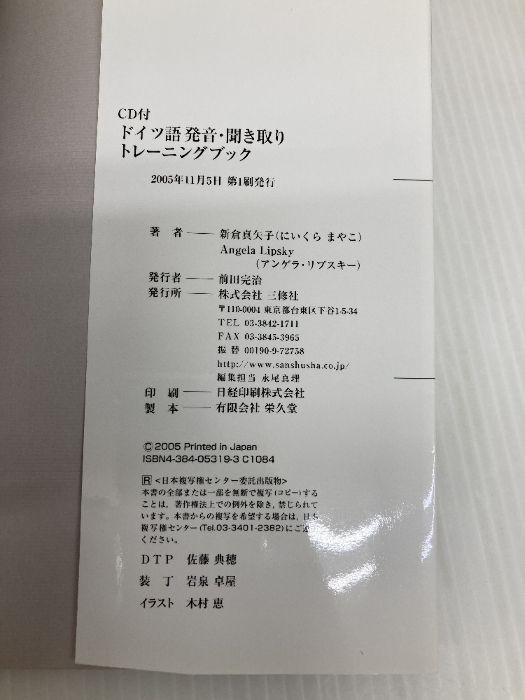 CD付
ドイツ語 発音・聞き取り
トレーニングブック
2005年11月5日 第1刷発行
著 者 ── 新倉真矢子(にいくら まやこ)
Angela Lipsky
(アンゲラ・リプスキー)
発行者 ── 前田完治
発行所 ── 株式会社 三修社
〒110-0004 東京都台東区下谷1-5-34
TEL 03-3842-1711
FAX 03-3845-3965
振替 00190-9-72758
http://www.sanshusha.co.jp/
編集担当 永尾真理
印 刷 ── 日経印刷株式会社
製 本 ── 有限会社 栄久堂
©2005 Printed in Japan
ISBN4-384-05319-3 C1084
R <日本複写権センター委託出版物>
本書の全部または一部を無断で複写(コピー)する
ことは、著作権法上での例外を除き、禁じられて
います。本書からの複写を希望する場合は、日本
複写権センター(Tel.03-3401-2382)にご連
ください。
DTP 佐藤 典穂
装 丁 岩泉 卓屋
イラスト 木村 恵